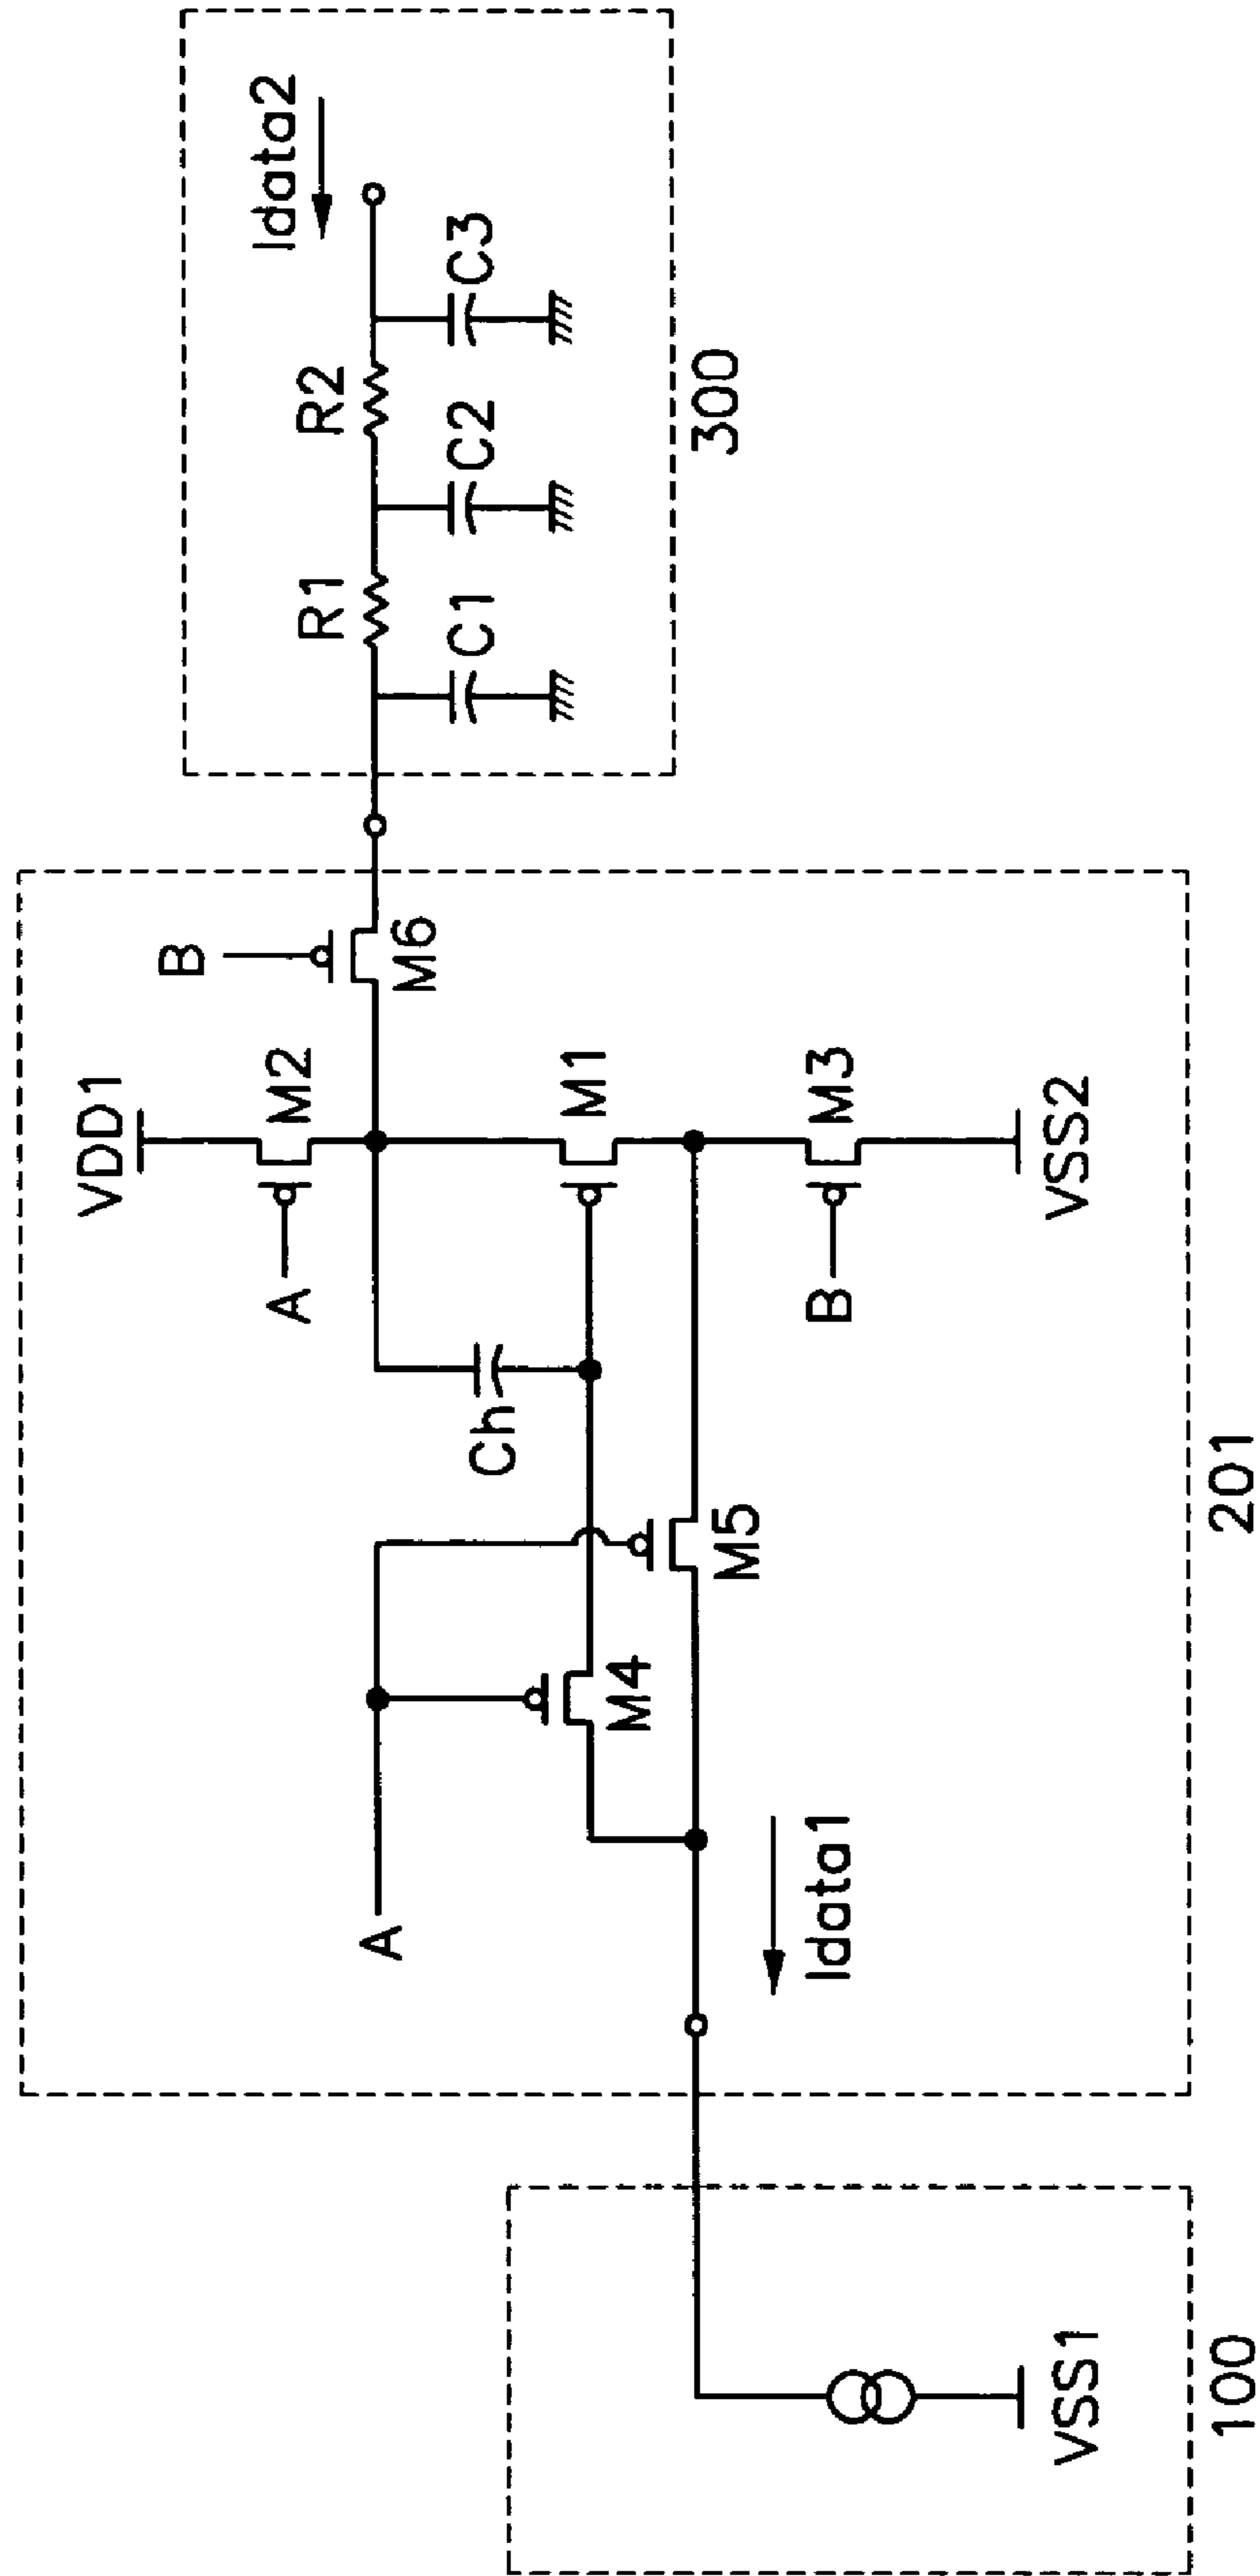 VDD1
B
Idata2
A
M2
R1
R2
M6
A
Ch
C1
C2
C3
M1
M4
M5
300
B
M3
Idata1
VSS1
VSS2
100
201